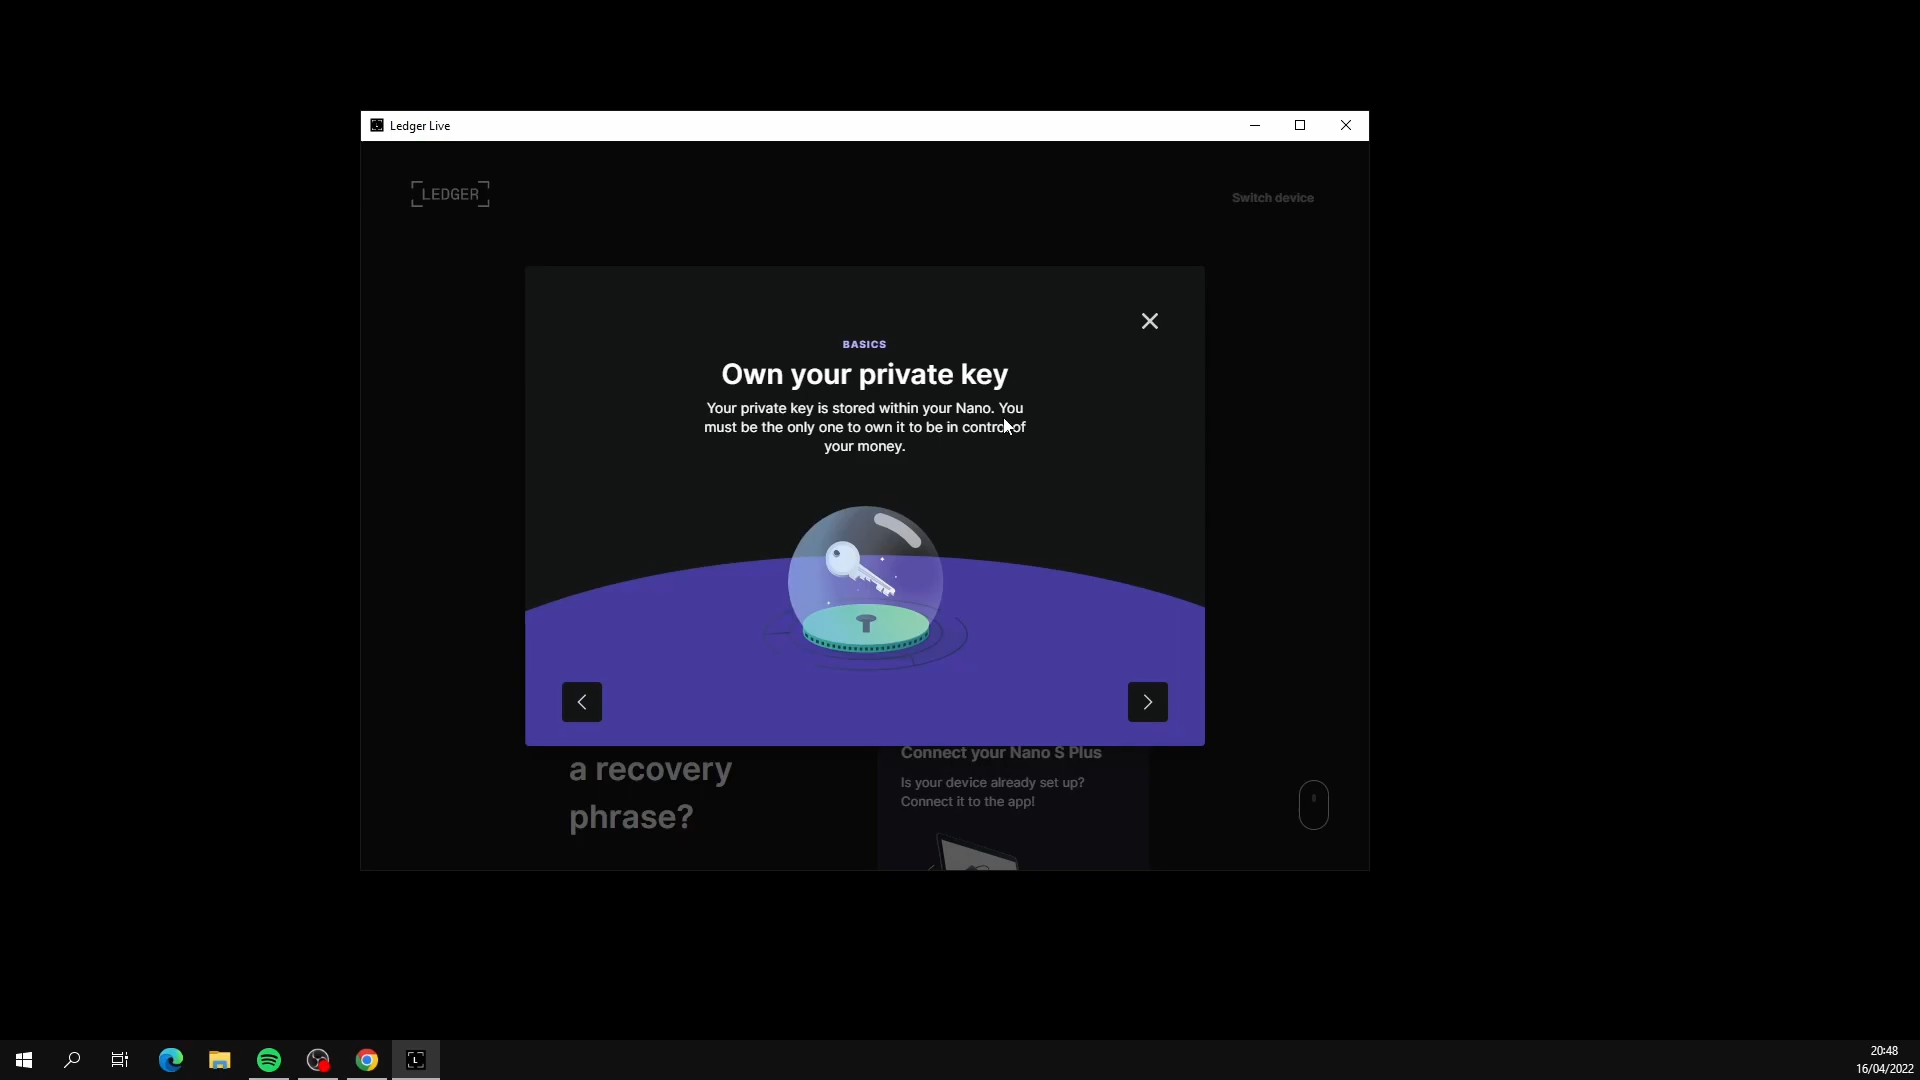 Ledger Live
LEDGER
Switch device
BASICS
Own your private key
Your private key is stored within your Nano. You
must be the only one to own it to be in control of
your money.
a recovery
phrase?
Connect your Nano S Plus
Is your device already set up?
Connect it to the app!
20:48
16/04/2022